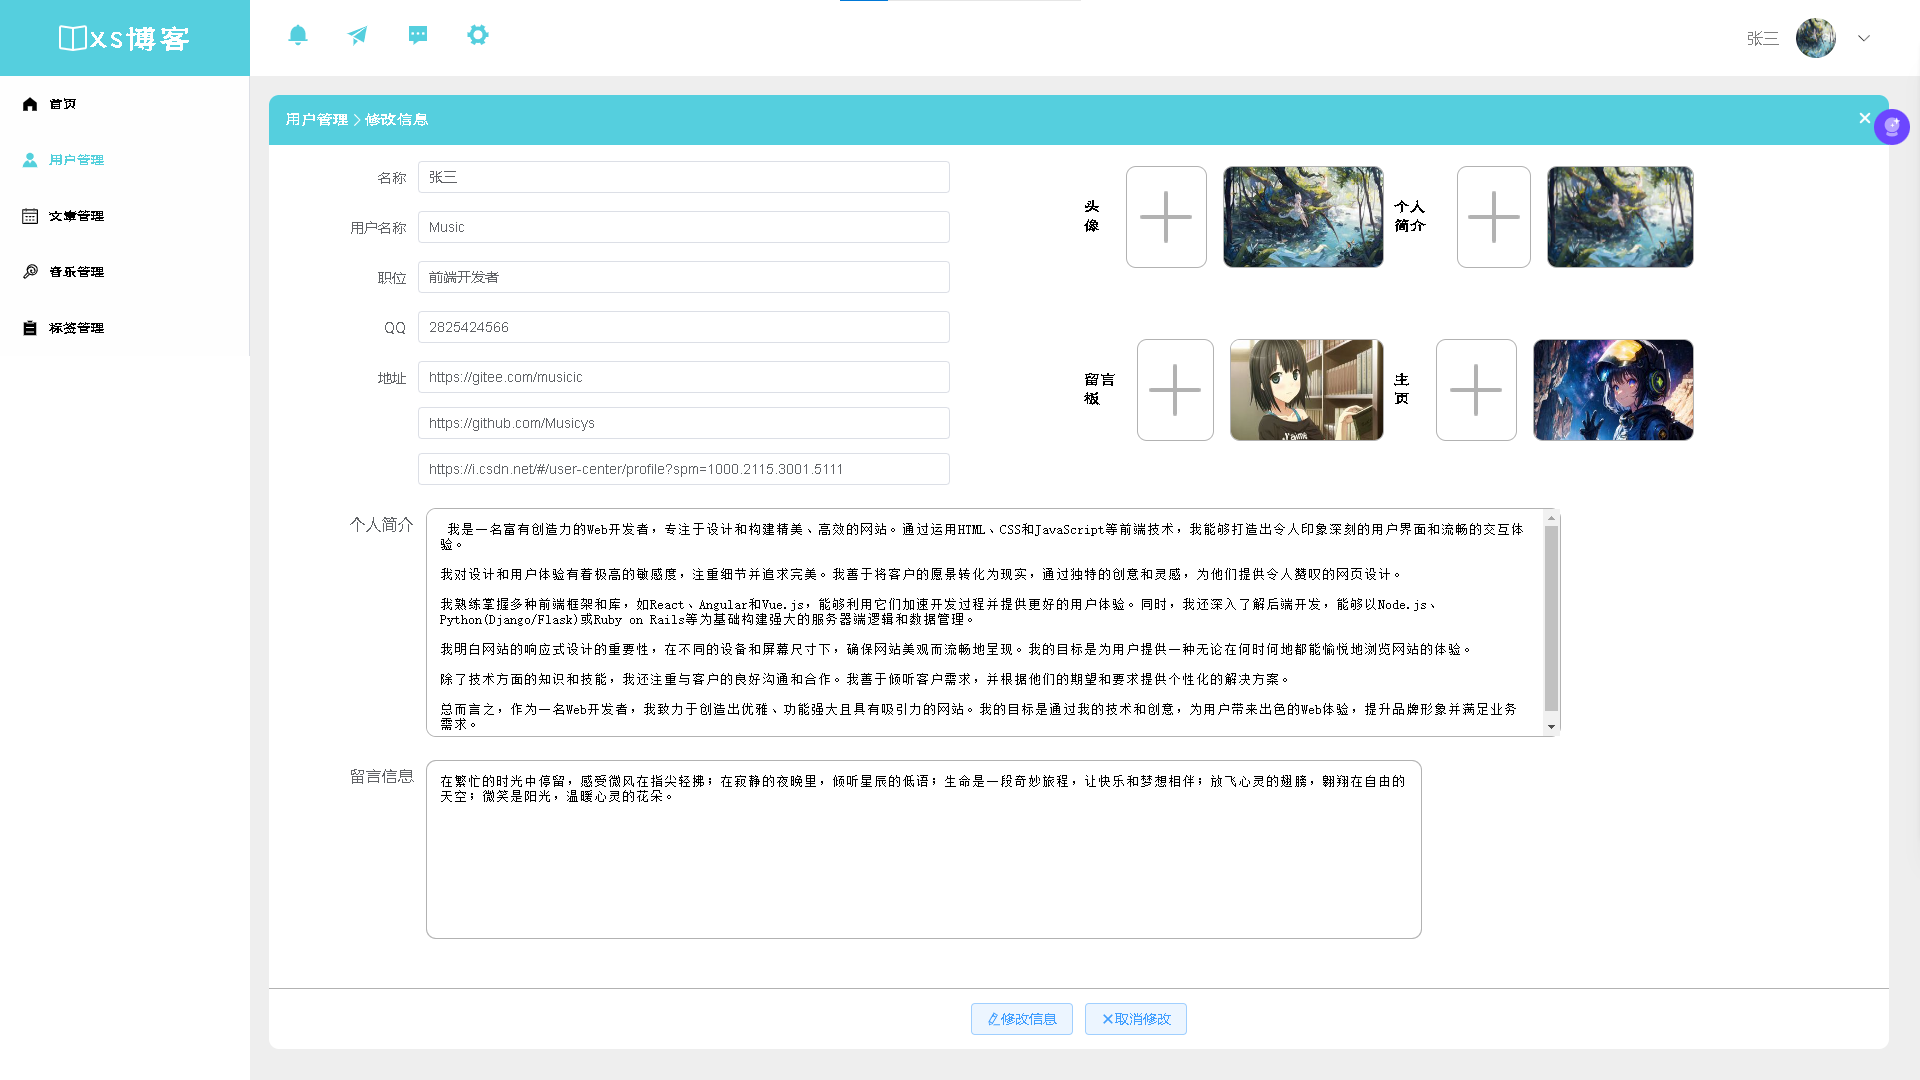 xs博客
张三
首页
用户管理
文章管理
音乐管理
标签管理
用户管理 > 修改信息
名称
张三
用户名称
Music
职位
前端开发者
QQ
2825424566
地址
https://gitee.com/musicic
https://github.com/Musicys
https://i.csdn.net/#/user-center/profile?spm=1000.2115.3001.5111
头
像
个人
简介
留言
板
J'aime
主
页
个人简介
我是一名富有创造力的Web开发者，专注于设计和构建精美、高效的网站。通过运用HTML、CSS和JavaScript等前端技术，我能够打造出令人印象深刻的用户界面和流畅的交互体
验。
我对设计和用户体验有着极高的敏感度，注重细节并追求完美。我善于将客户的愿景转化为现实，通过独特的创意和灵感，为他们提供令人赞叹的网页设计。
我熟练掌握多种前端框架和库，如React、Angular和Vue.js，能够利用它们加速开发过程并提供更好的用户体验。同时，我还深入了解后端开发，能够以Node.js、
Python(Django/Flask)或Ruby on Rails等为基础构建强大的服务器端逻辑和数据管理。
我明白网站的响应式设计的重要性，在不同的设备和屏幕尺寸下，确保网站美观而流畅地呈现。我的目标是为用户提供一种无论在何时何地都能愉悦地浏览网站的体验。
除了技术方面的知识和技能，我还注重与客户的良好沟通和合作。我善于倾听客户需求，并根据他们的期望和要求提供个性化的解决方案。
总而言之，作为一名Web开发者，我致力于创造出优雅、功能强大且具有吸引力的网站。我的目标是通过我的技术和创意，为用户带来出色的Web体验，提升品牌形象并满足业务
需求。
留言信息
在繁忙的时光中停留，感受微风在指尖轻拂；在寂静的夜晚里，倾听星辰的低语；生命是一段奇妙旅程，让快乐和梦想相伴；放飞心灵的翅膀，翱翔在自由的
天空；微笑是阳光，温暖心灵的花朵。
修改信息
取消修改